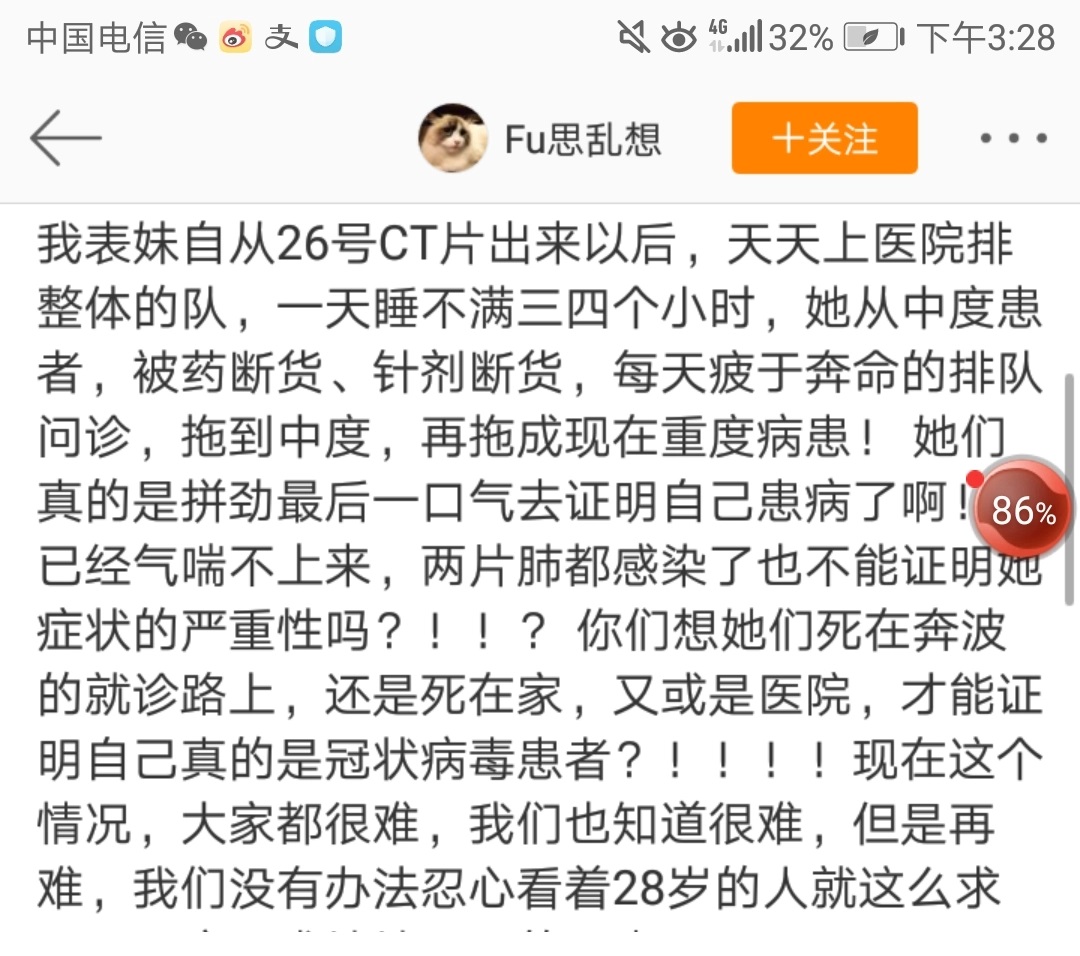 中国电信 4G 32% 下午3:28
Fu思乱想 十关注
我表妹自从26号CT片出来以后，天天上医院排
整体的队，一天睡不满三四个小时，她从中度患
者，被药断货、针剂断货，每天疲于奔命的排队
问诊，拖到中度，再拖成现在重度病患！ 她们
真的是拼劲最后一口气去证明自己患病了啊！
86%
已经气喘不上来，两片肺都感染了也不能证明她
症状的严重性吗？！！？ 你们想她们死在奔波
的就诊路上，还是死在家，又或是医院，才能证
明自己真的是冠状病毒患者？！！！！现在这个
情况，大家都很难，我们也知道很难，但是再
难，我们没有办法忍心看着28岁的人就这么求